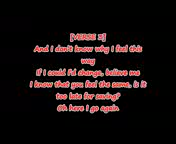 [VERSE 3]
And I don't know why I feel this
way
If I could I'd change, believe me
I know that you feel the same, is it
too late for saving?
Oh here I go again